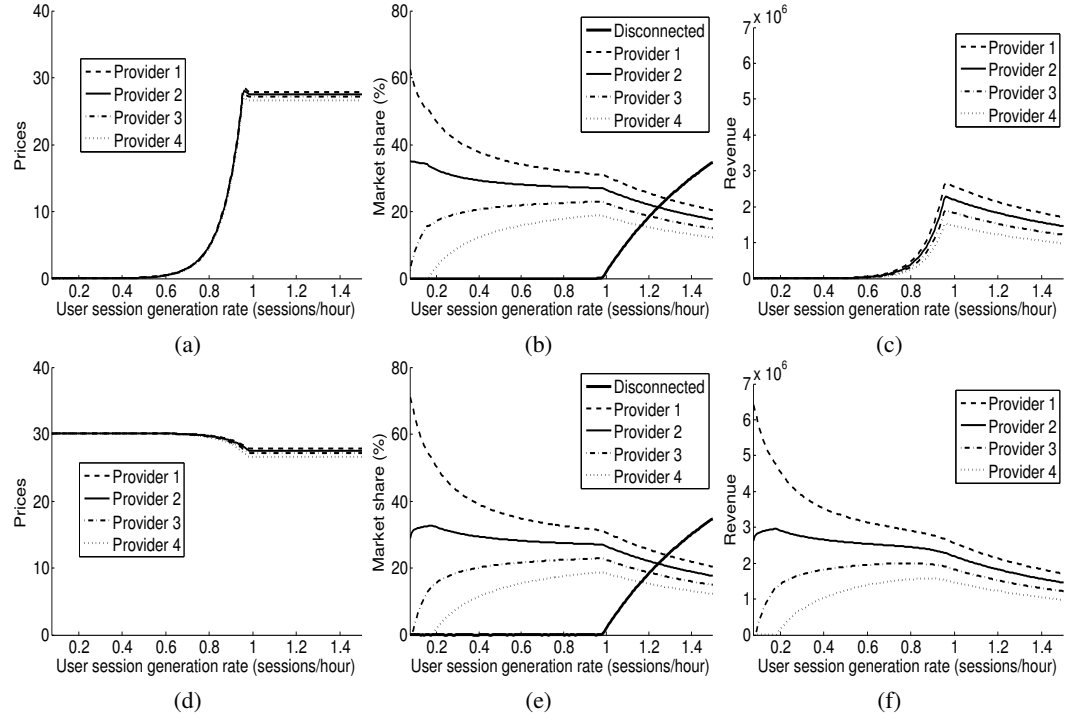 40
30
20
10
0
Prices
Provider 1
Provider 2
Provider 3
Provider 4
0.2 0.4 0.6 0.8 1 1.2 1.4
User session generation rate (sessions/hour)
(a)
80
60
40
20
0
Market share (%)
Disconnected
Provider 1
Provider 2
Provider 3
Provider 4
0.2 0.4 0.6 0.8 1 1.2 1.4
User session generation rate (sessions/hour)
(b)
7 x 10^6
6
5
4
3
2
1
0
Revenue
Provider 1
Provider 2
Provider 3
Provider 4
0.2 0.4 0.6 0.8 1 1.2 1.4
User session generation rate (sessions/hour)
(c)
40
30
20
10
0
Prices
Provider 1
Provider 2
Provider 3
Provider 4
0.2 0.4 0.6 0.8 1 1.2 1.4
User session generation rate (sessions/hour)
(d)
80
60
40
20
0
Market share (%)
Disconnected
Provider 1
Provider 2
Provider 3
Provider 4
0.2 0.4 0.6 0.8 1 1.2 1.4
User session generation rate (sessions/hour)
(e)
7 x 10^6
6
5
4
3
2
1
0
Revenue
Provider 1
Provider 2
Provider 3
Provider 4
0.2 0.4 0.6 0.8 1 1.2 1.4
User session generation rate (sessions/hour)
(f)